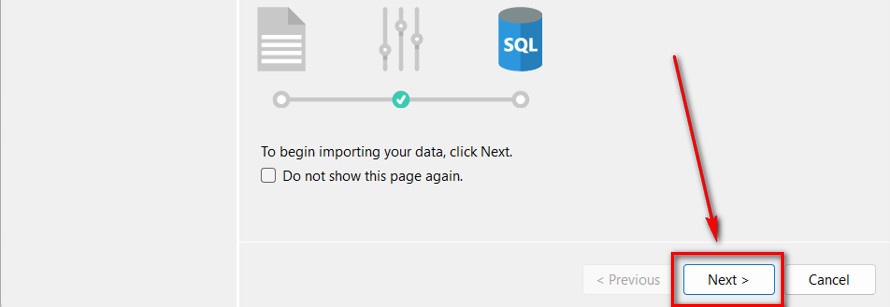 SQL
To begin importing your data, click Next.
Do not show this page again.
< Previous
Next >
Cancel